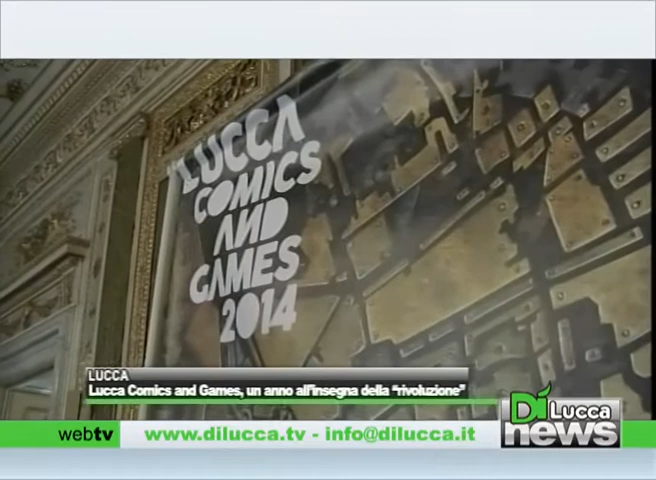 LUCCA
COMICS
AND
GAMES
2014
LUCCA
Lucca Comics and Games, un anno all'insegna della "rivoluzione"
webtv
www.dilucca.tv - info@dilucca.it
Dì Lucca
news